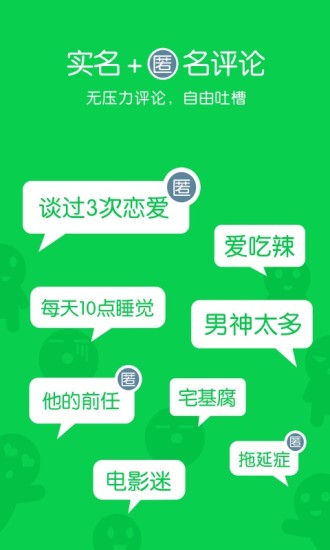 实名+匿名评论
无压力评论，自由吐槽
匿
谈过3次恋爱
爱吃辣
每天10点睡觉
男神太多
匿
他的前任
宅基腐
匿
拖延症
电影迷